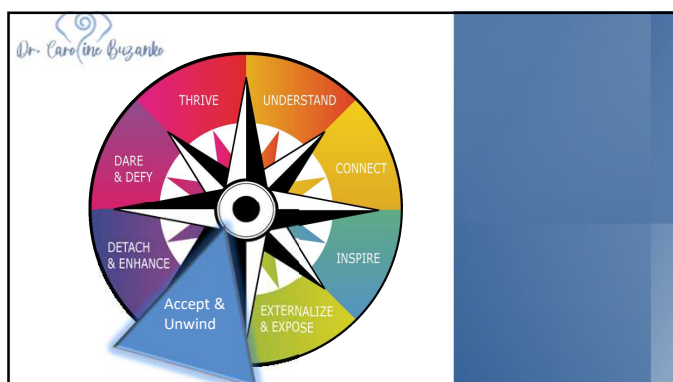 Dr. Caroline Buzanko
THRIVE
UNDERSTAND
DARE
& DEFY
CONNECT
DETACH
& ENHANCE
INSPIRE
Accept &
Unwind
EXTERNALIZE
& EXPOSE